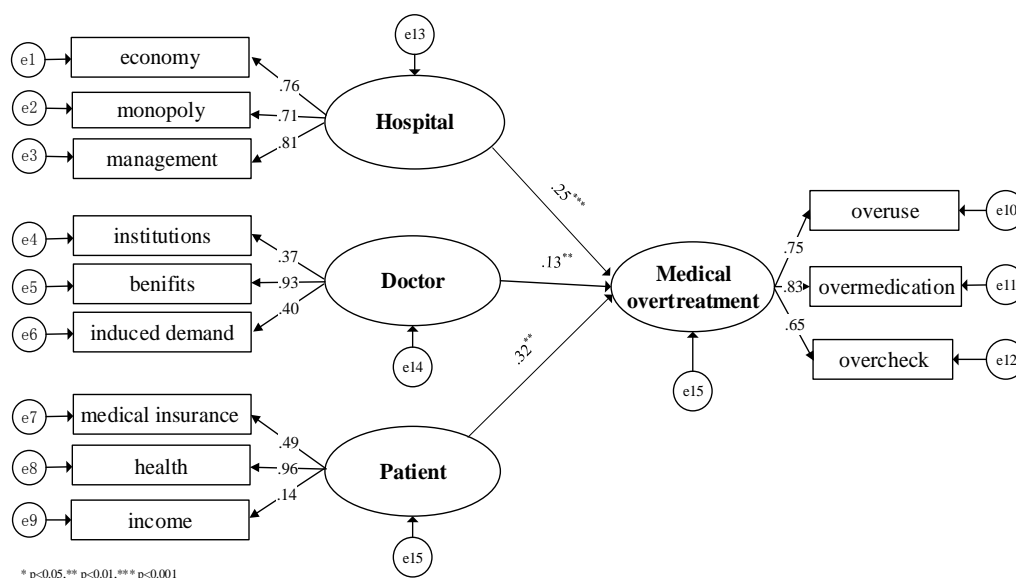 e13
e1
economy
.76
e2
monopoly
.71
Hospital
e3
management
.81
.25***
e4
institutions
.37
e5
benifits
.93
Doctor
.13**
e6
induced demand
.40
e14
Medical
overtreatment
e15
.75
overuse
e10
.83
overmedication
e11
.65
overcheck
e12
.32**
e7
medical insurance
.49
e8
health
.96
Patient
e9
income
.14
e15
* p<0.05,** p<0.01,*** p<0.001